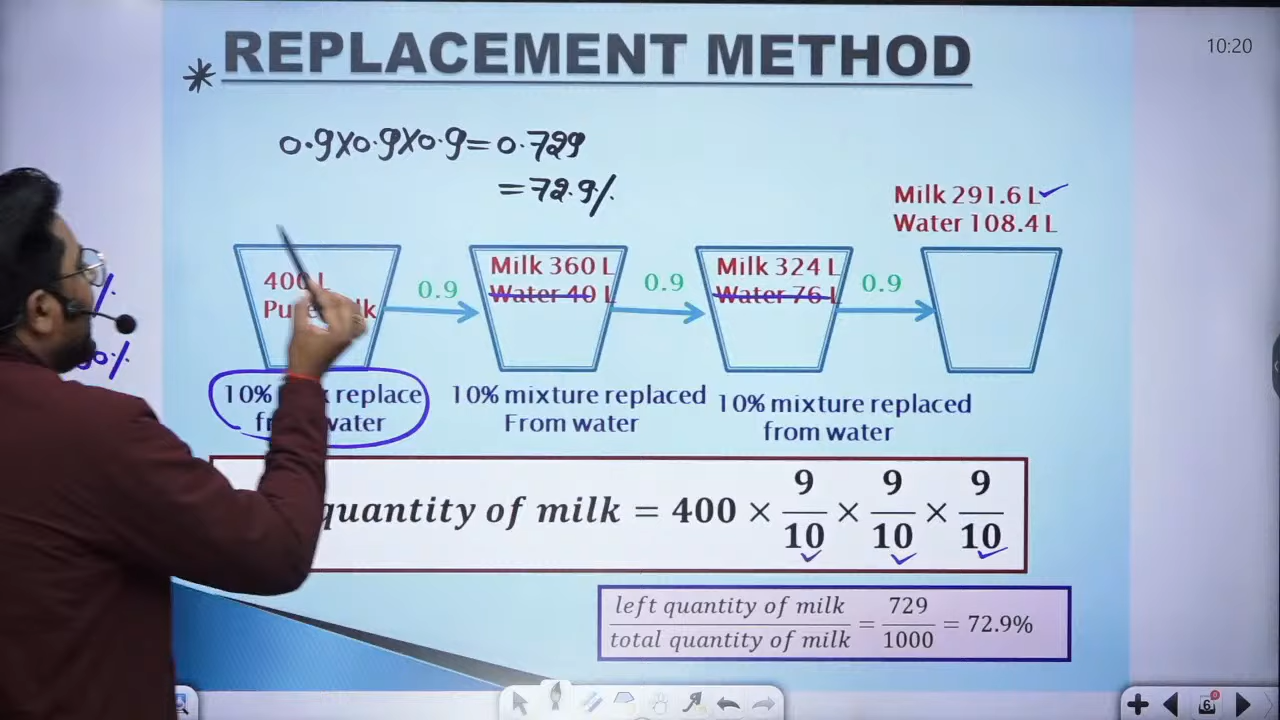 10:20
* REPLACEMENT METHOD
0.9×0.9×0.9=0.729
=72.9%
Milk 291.6 L
Water 108.4 L
400 L
0.9
Milk 360 L
Water 40 L
0.9
Milk 324 L
Water 76 L
0.9
10% replace
water
10% mixture replaced
From water
10% mixture replaced
from water
quantity of milk = 400 × 9/10 × 9/10 × 9/10
left quantity of milk / total quantity of milk = 729/1000 = 72.9%
6